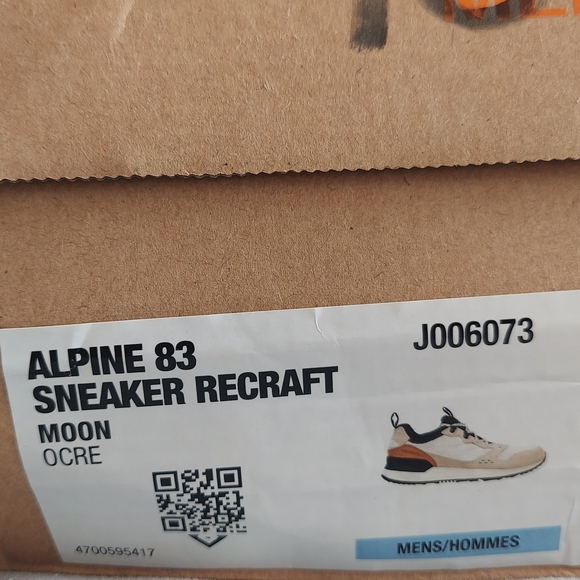 J006073
ALPINE 83
SNEAKER RECRAFT
MOON
OCRE
4700595417
MENS/HOMMES